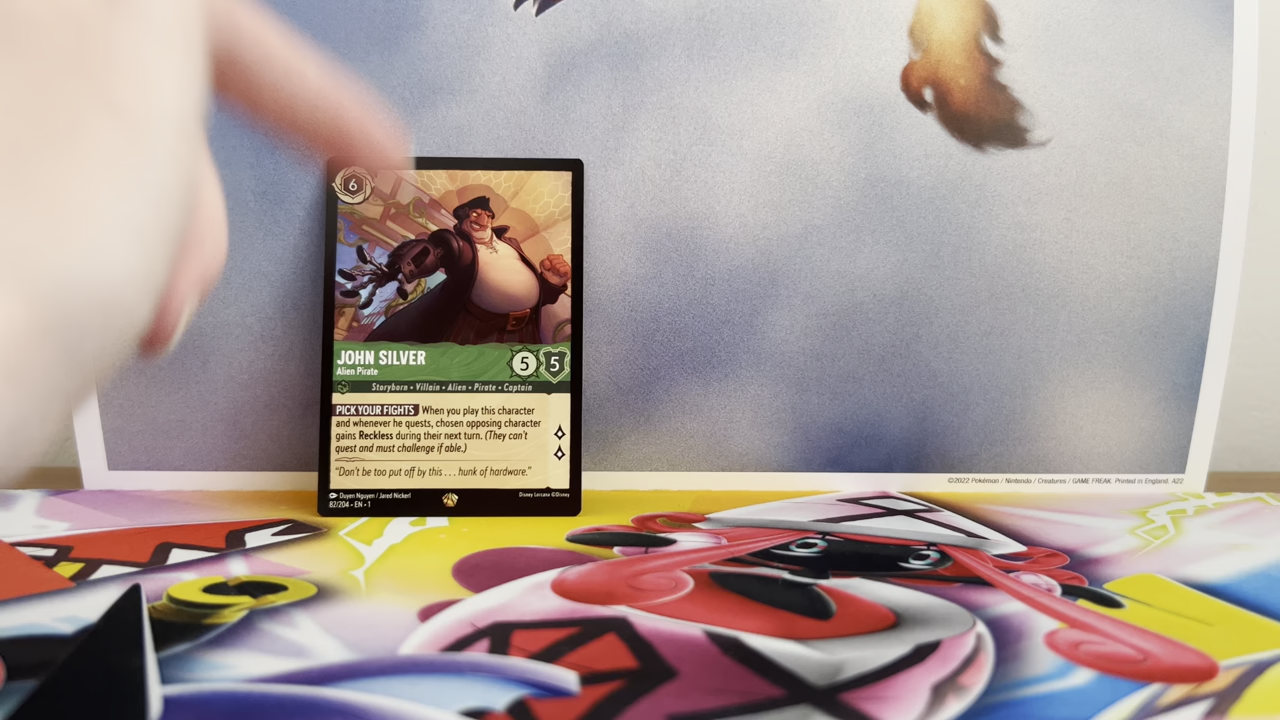 6
JOHN SILVER
Alien Pirate
5 5
Storyborn • Villain • Alien • Pirate • Captain
PICK YOUR FIGHTS When you play this character
and whenever he quests, chosen opposing character
gains Reckless during their next turn. (They can't
quest and must challenge if able.)
"Don't be too put off by this . . . hunk of hardware."
Duyen Nguyen / Jared Nickerl
82/204 • EN • 1
Disney Lorcana ©Disney
©2022 Pokémon / Nintendo / Creatures / GAME FREAK. Printed in England. A22